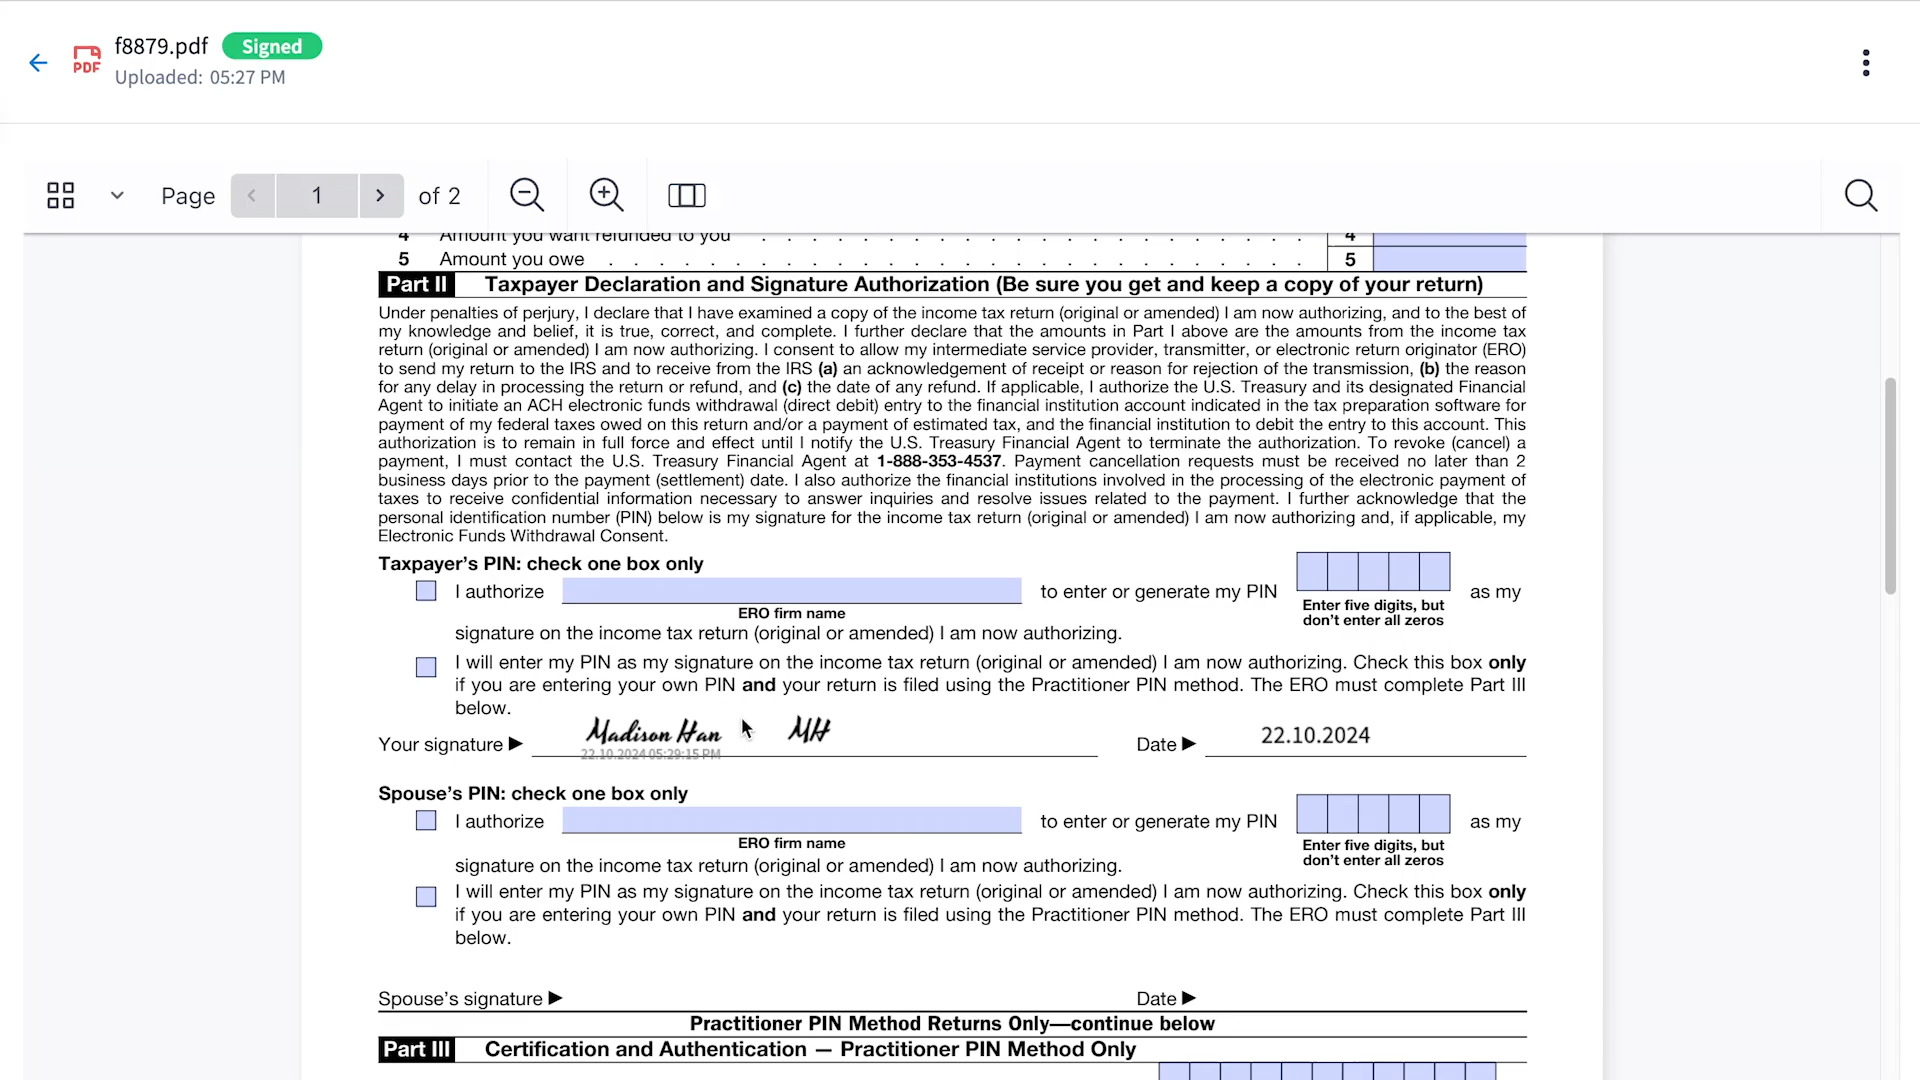 f8879.pdf Signed
PDF
Uploaded: 05:27 PM
Page 1 of 2
4 Amount you want refunded to you . . . . . . . . . . . . . . . . . . . . . . 4
5 Amount you owe . . . . . . . . . . . . . . . . . . . . . . . . . . . . 5
Part II Taxpayer Declaration and Signature Authorization (Be sure you get and keep a copy of your return)
Under penalties of perjury, I declare that I have examined a copy of the income tax return (original or amended) I am now authorizing, and to the best of
my knowledge and belief, it is true, correct, and complete. I further declare that the amounts in Part I above are the amounts from the income tax
return (original or amended) I am now authorizing. I consent to allow my intermediate service provider, transmitter, or electronic return originator (ERO)
to send my return to the IRS and to receive from the IRS (a) an acknowledgement of receipt or reason for rejection of the transmission, (b) the reason
for any delay in processing the return or refund, and (c) the date of any refund. If applicable, I authorize the U.S. Treasury and its designated Financial
Agent to initiate an ACH electronic funds withdrawal (direct debit) entry to the financial institution account indicated in the tax preparation software for
payment of my federal taxes owed on this return and/or a payment of estimated tax, and the financial institution to debit the entry to this account. This
authorization is to remain in full force and effect until I notify the U.S. Treasury Financial Agent to terminate the authorization. To revoke (cancel) a
payment, I must contact the U.S. Treasury Financial Agent at 1-888-353-4537. Payment cancellation requests must be received no later than 2
business days prior to the payment (settlement) date. I also authorize the financial institutions involved in the processing of the electronic payment of
taxes to receive confidential information necessary to answer inquiries and resolve issues related to the payment. I further acknowledge that the
personal identification number (PIN) below is my signature for the income tax return (original or amended) I am now authorizing and, if applicable, my
Electronic Funds Withdrawal Consent.
Taxpayer's PIN: check one box only
I authorize to enter or generate my PIN as my
ERO firm name
Enter five digits, but
don't enter all zeros
signature on the income tax return (original or amended) I am now authorizing.
I will enter my PIN as my signature on the income tax return (original or amended) I am now authorizing. Check this box only
if you are entering your own PIN and your return is filed using the Practitioner PIN method. The ERO must complete Part III
below.
Your signature ▶ Madison Han MH Date ▶ 22.10.2024
22.10.2024 05:29:15 PM
Spouse's PIN: check one box only
I authorize to enter or generate my PIN as my
ERO firm name
Enter five digits, but
don't enter all zeros
signature on the income tax return (original or amended) I am now authorizing.
I will enter my PIN as my signature on the income tax return (original or amended) I am now authorizing. Check this box only
if you are entering your own PIN and your return is filed using the Practitioner PIN method. The ERO must complete Part III
below.
Spouse's signature ▶ Date ▶
Practitioner PIN Method Returns Only—continue below
Part III Certification and Authentication — Practitioner PIN Method Only